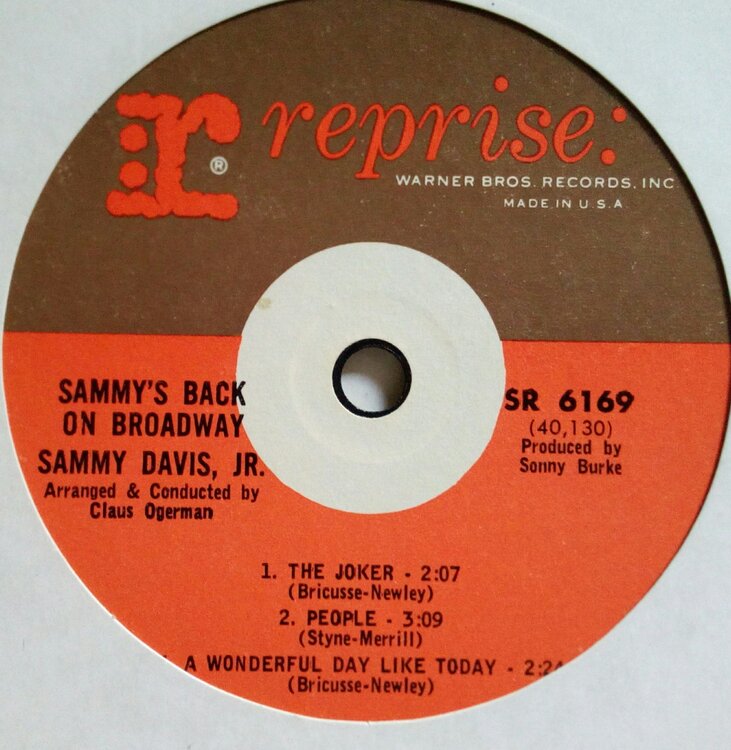 r®
reprise:
WARNER BROS. RECORDS, INC
MADE IN U.S.A
SAMMY'S BACK
ON BROADWAY
SAMMY DAVIS, JR.
Arranged & Conducted by
Claus Ogerman
SR 6169
(40,130)
Produced by
Sonny Burke
1. THE JOKER - 2:07
(Bricusse-Newley)
2. PEOPLE - 3:09
(Styne-Merrill)
A WONDERFUL DAY LIKE TODAY - 2:24
(Bricusse-Newley)